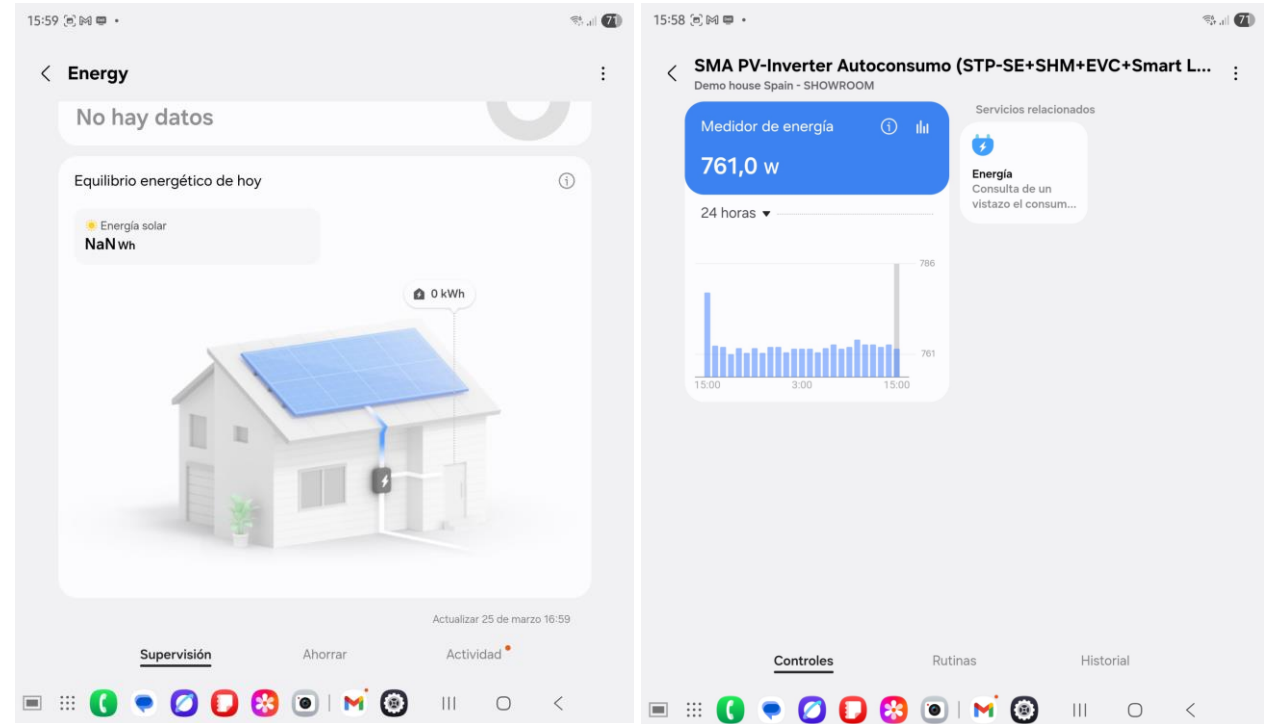 15:59
71
Energy
No hay datos
Equilibrio energético de hoy
Energía solar
NaN Wh
0 kWh
Actualizar 25 de marzo 16:59
Supervisión
Ahorrar
Actividad
15:58
71
SMA PV-Inverter Autoconsumo (STP-SE+SHM+EVC+Smart L...
Demo house Spain - SHOWROOM
Medidor de energía
761,0 W
24 horas
786
761
15:00
3:00
15:00
Servicios relacionados
Energía
Consulta de un
vistazo el consum...
Controles
Rutinas
Historial